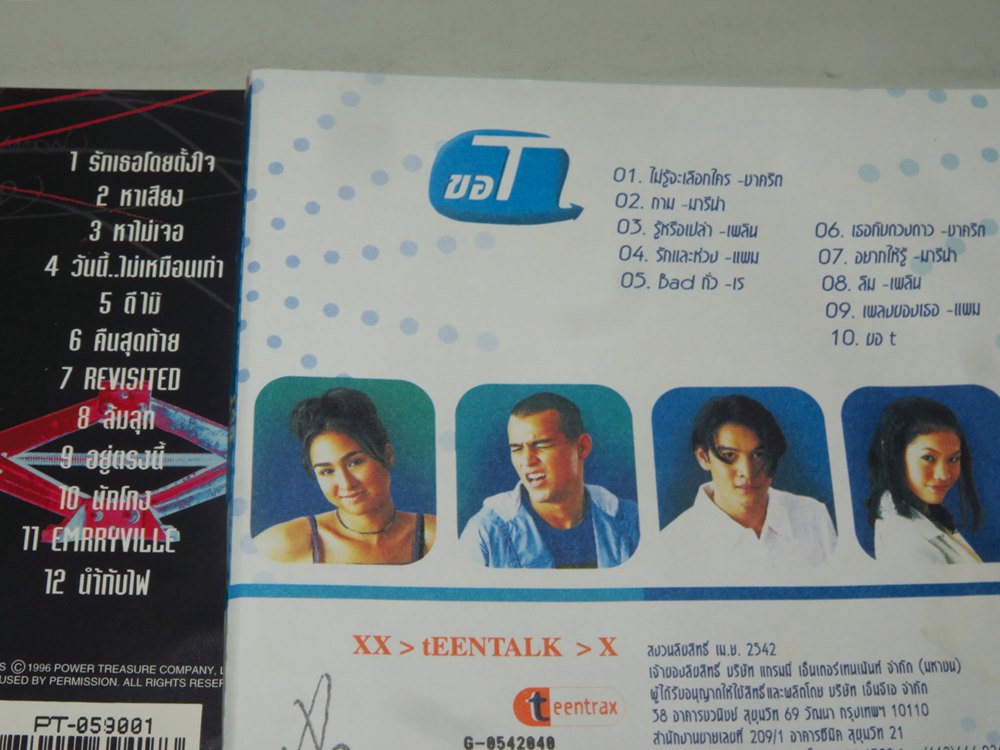 1 รักเธอโดยตั้งใจ
2 หาเสียง
3 หาไม่เจอ
4 วันนี้..ไม่เหมือนเก่า
5 ดีไม๊
6 คืนสุดท้าย
7 REVISITED
8 ล้มลุก
9 อยู่ตรงนี้
10 นักโกง
11 EMRRYVILLE
12 น้ำกับไฟ
© 1996 POWER TREASURE COMPANY,
USED BY PERMISSION. ALL RIGHTS
PT-059001
ขอ T
01. ไม่รู้จะเลือกใคร -ชาคริต
02. ถาม -มารีน่า
03. รู้หรือเปล่า -เพลิน
04. รักและห่วง -แพม
05. Bad ทั่ว -เร
06. เธอกับดวงดาว -ชาคริต
07. อยากให้รู้ -มารีน่า
08. ลืม -เพลิน
09. เพลงของเธอ -แพม
10. ขอ t
XX > tEENTALK > X
teentrax
G-0542040
สงวนลิขสิทธิ์ เม.ย. 2542
เจ้าของลิขสิทธิ์ บริษัท แกรมมี่ เอ็นเตอร์เทนเม้นท์ จำกัด (มหาชน)
ผู้ได้รับอนุญาตให้ใช้สิทธิ์และผลิตโดย บริษัท เอ็มจีเอ จำกัด
38 อาคารชวนิชย์ สุขุมวิท 69 วัฒนา กรุงเทพฯ 10110
สำนักงานขายเลขที่ 209/1 อาคารซีมิค สุขุมวิท 21